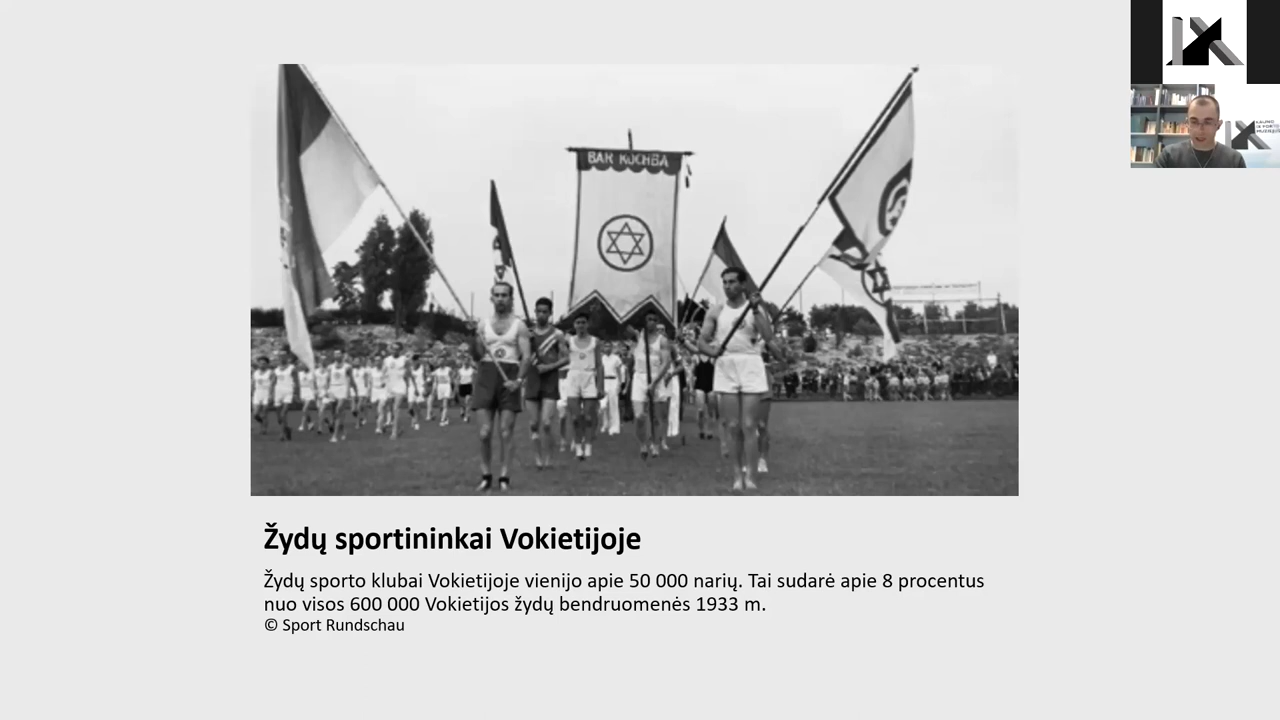 BAR KOCHBA
Žydų sportininkai Vokietijoje
Žydų sporto klubai Vokietijoje vienijo apie 50 000 narių. Tai sudarė apie 8 procentus
nuo visos 600 000 Vokietijos žydų bendruomenės 1933 m.
© Sport Rundschau